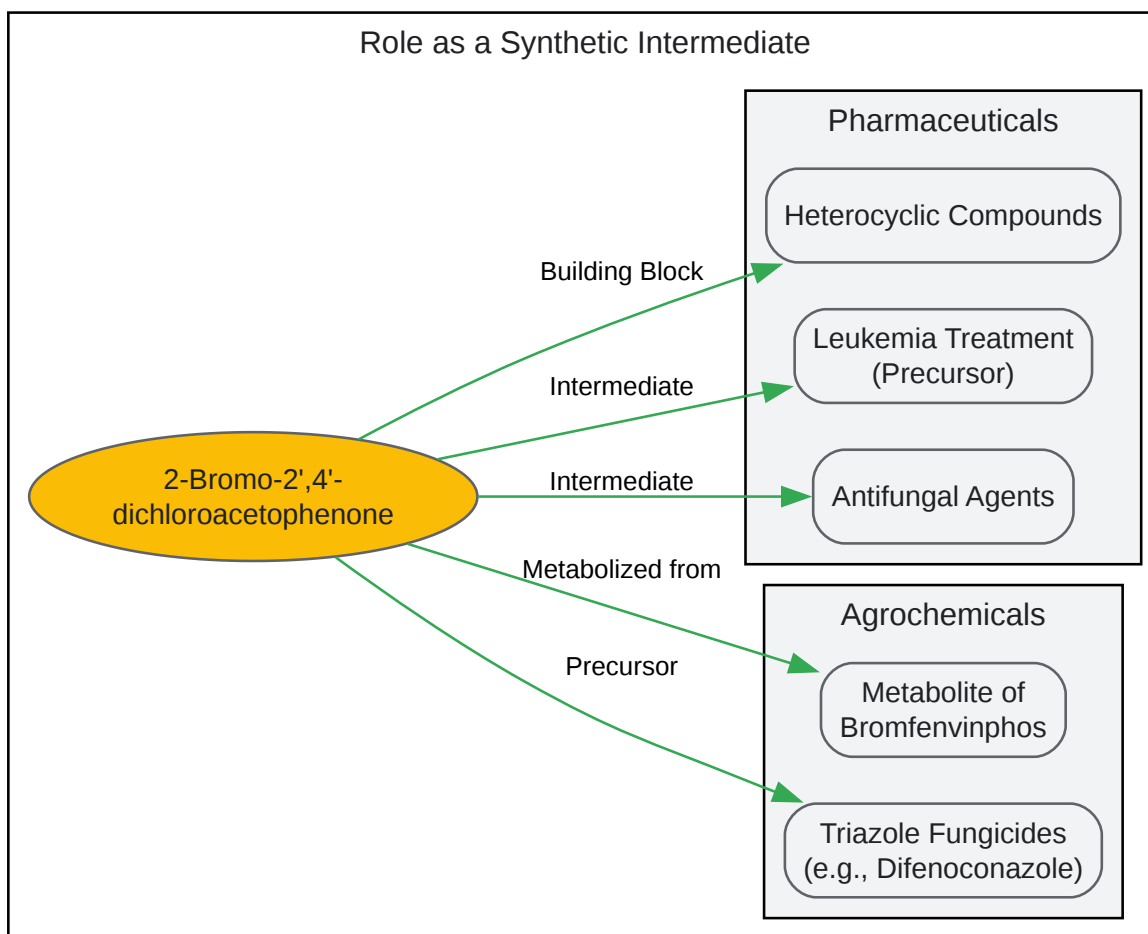 Role as a Synthetic Intermediate
Pharmaceuticals
Heterocyclic Compounds
Building Block
Leukemia Treatment
(Precursor)
Intermediate
2-Bromo-2',4'-
dichloroacetophenone
Intermediate
Antifungal Agents
Metabolized from
Agrochemicals
Precursor
Metabolite of
Bromfenvinphos
Triazole Fungicides
(e.g., Difenoconazole)